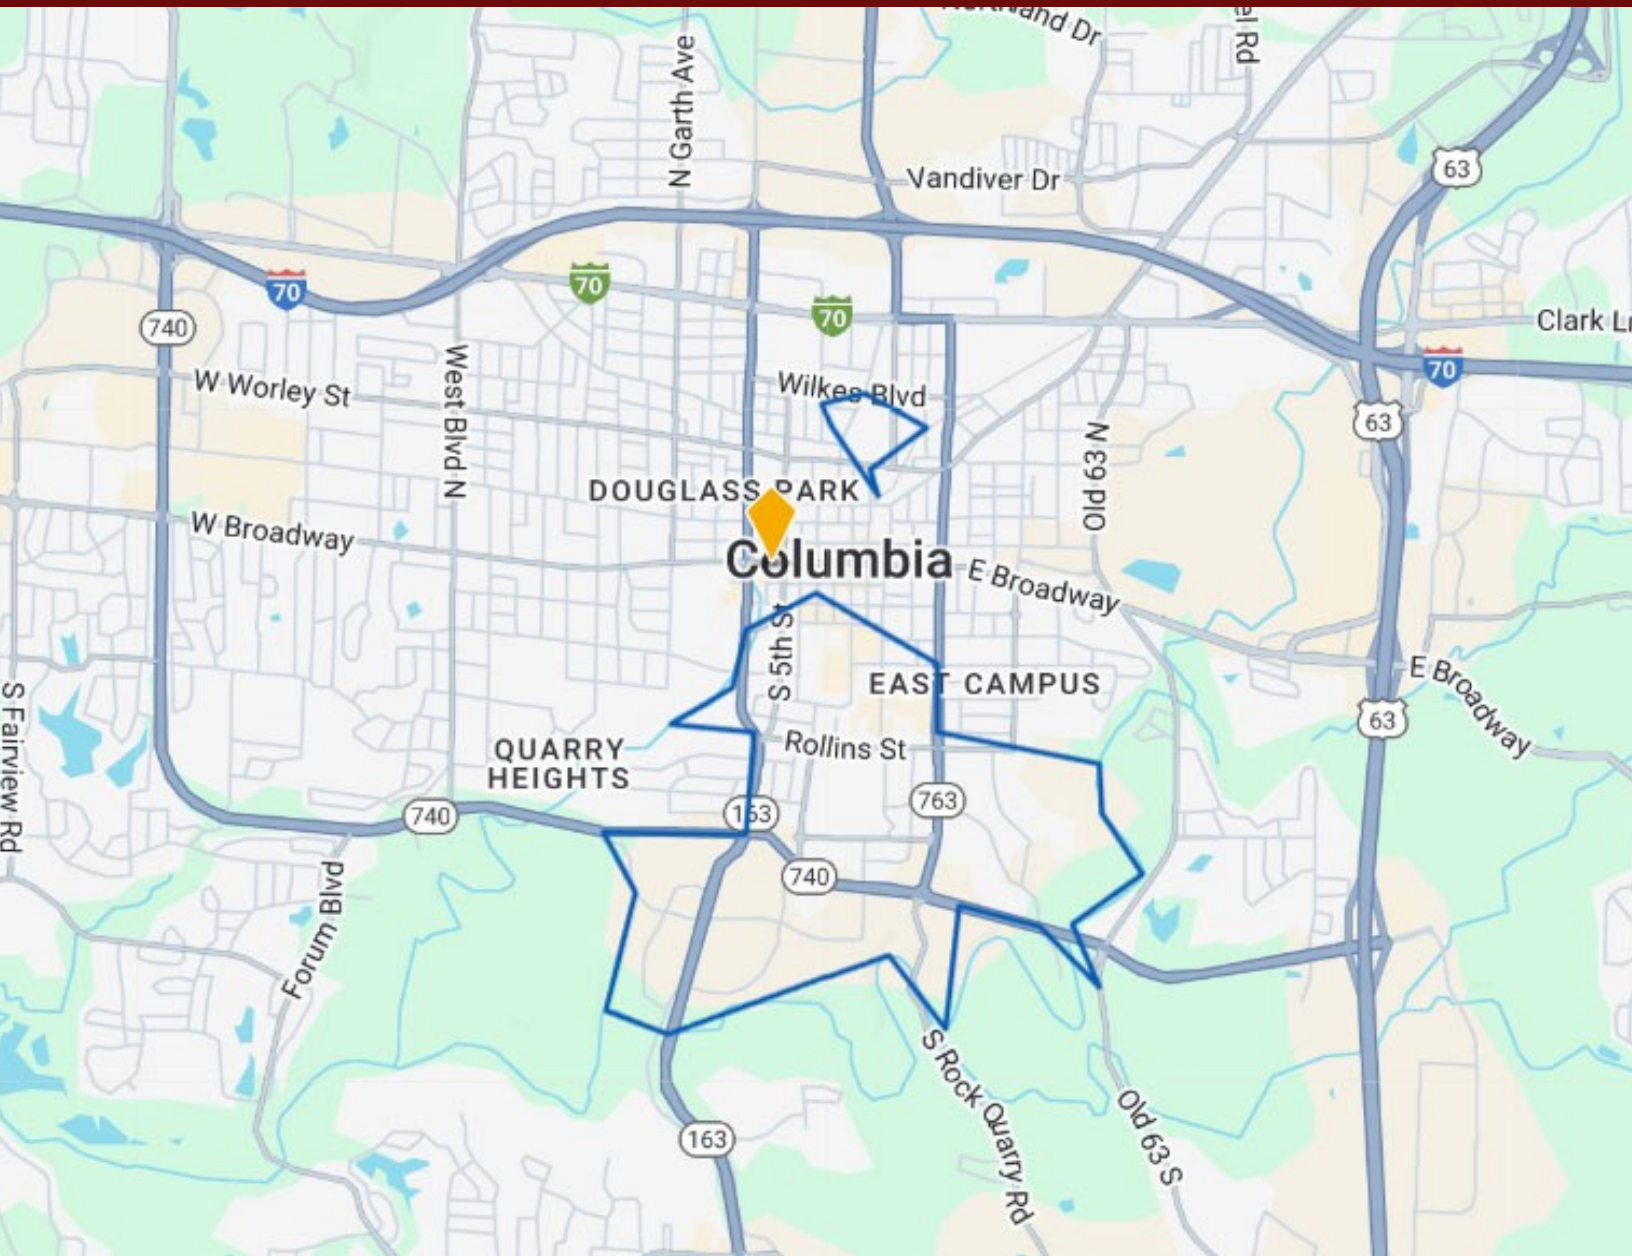 N Garth Ave
Vandiver Dr
63
70
70
70
740
Clark
W Worley St
West Blvd N
Wilkes Blvd
70
63
Old 63 N
DOUGLASS PARK
W Broadway
Columbia
E Broadway
S 5th St
EAST CAMPUS
E Broadway
S Fairview Rd
63
QUARRY
HEIGHTS
Rollins St
740
163
763
740
Forum Blvd
S Rock Quarry Rd
Old 63 S
163